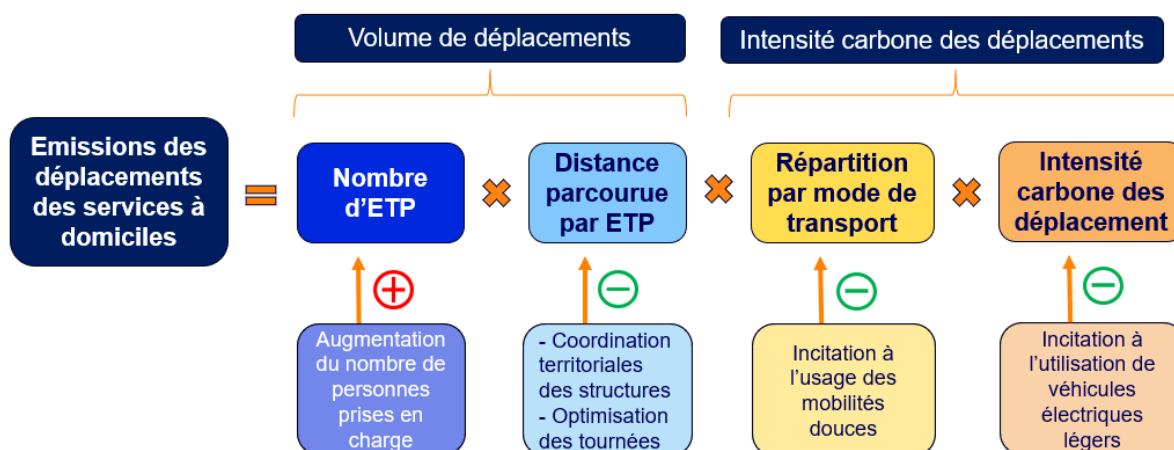 Volume de déplacements
Intensité carbone des déplacements
Emissions des
déplacements
des services à
domiciles
=
Nombre
d'ETP
×
Distance
parcourue
par ETP
×
Répartition
par mode de
transport
×
Intensité
carbone des
déplacement
+
−
−
−
Augmentation
du nombre de
personnes
prises en
charge
- Coordination
territoriales
des structures
- Optimisation
des tournées
Incitation à
l'usage des
mobilités
douces
Incitation à
l'utilisation de
véhicules
électriques
légers